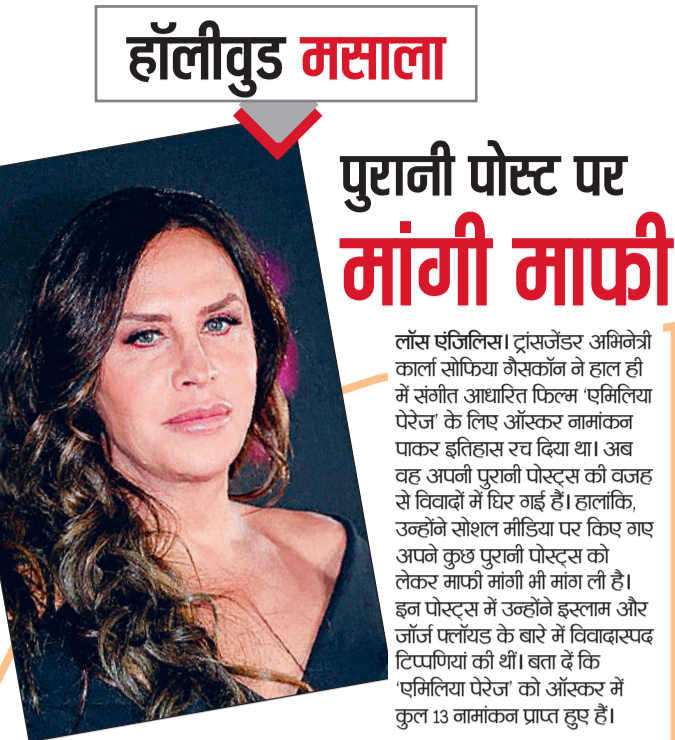 हॉलीवुड मसाला
पुरानी पोस्ट पर
मांगी माफी
लॉस एंजिलिस। ट्रांसजेंडर अभिनेत्री
कार्ला सोफिया गैसकॉन ने हाल ही
में संगीत आधारित फिल्म ‘एमिलिया
पेरेज’ के लिए ऑस्कर नामांकन
पाकर इतिहास रच दिया था। अब
वह अपनी पुरानी पोस्ट्स की वजह
से विवादों में घिर गई हैं। हालांकि,
उन्होंने सोशल मीडिया पर किए गए
अपने कुछ पुरानी पोस्ट्स को
लेकर माफी मांगी भी मांग ली है।
इन पोस्ट्स में उन्होंने इस्लाम और
जॉर्ज फ्लॉयड के बारे में विवादास्पद
टिप्पणियां की थीं। बता दें कि
‘एमिलिया पेरेज’ को ऑस्कर में
कुल 13 नामांकन प्राप्त हुए हैं।